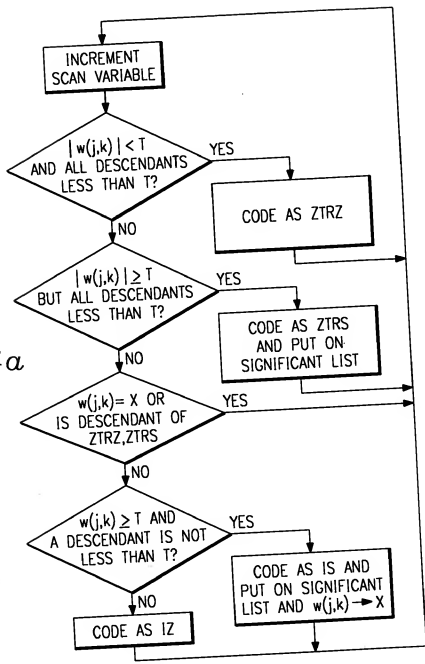 INCREMENT
SCAN VARIABLE
|w(j,k)| < T
AND ALL DESCENDANTS
LESS THAN T?
YES
CODE AS ZTRZ
NO
|w(j,k)| ≥ T
BUT ALL DESCENDANTS
LESS THAN T?
YES
CODE AS ZTRS
AND PUT ON
SIGNIFICANT LIST
NO
w(j,k)= X OR
IS DESCENDANT OF
ZTRZ,ZTRS
YES
NO
w(j,k) ≥ T AND
A DESCENDANT IS NOT
LESS THAN T?
YES
CODE AS IS AND
PUT ON SIGNIFICANT
LIST AND w(j,k) → X
NO
CODE AS IZ
a